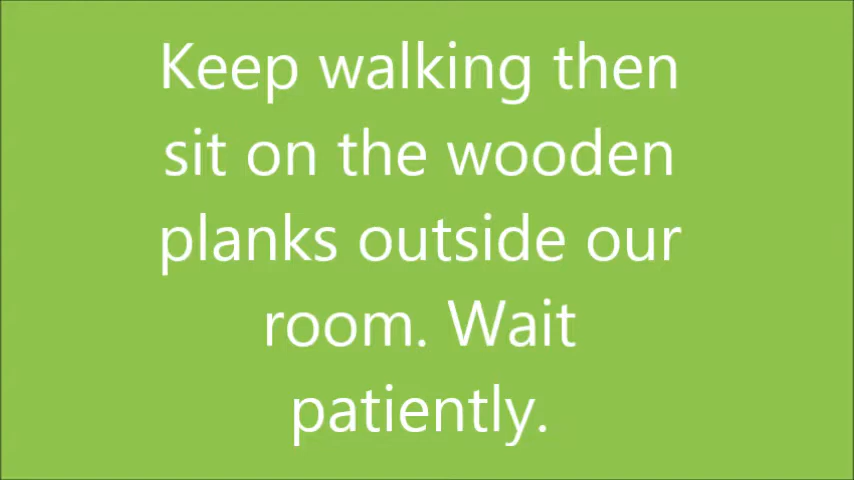 Keep walking then
sit on the wooden
planks outside our
room. Wait
patiently.